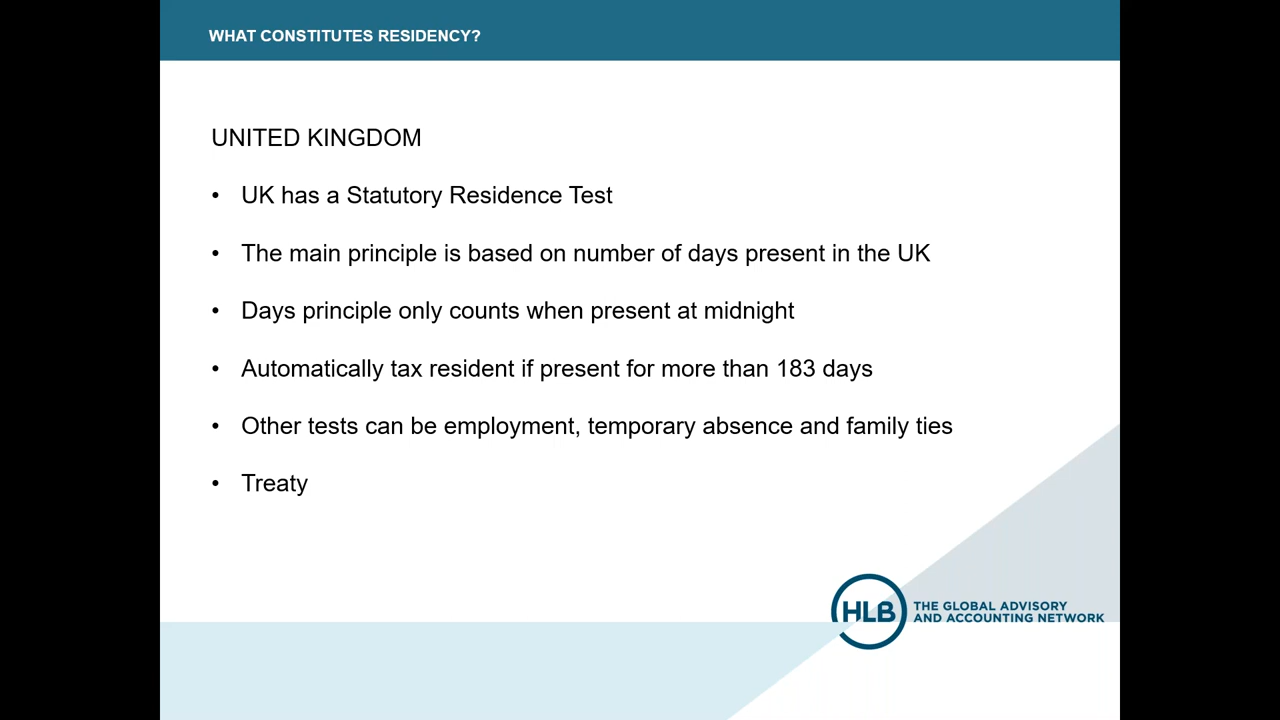 WHAT CONSTITUTES RESIDENCY?
UNITED KINGDOM
• UK has a Statutory Residence Test
• The main principle is based on number of days present in the UK
• Days principle only counts when present at midnight
• Automatically tax resident if present for more than 183 days
• Other tests can be employment, temporary absence and family ties
• Treaty
HLB
THE GLOBAL ADVISORY
AND ACCOUNTING NETWORK